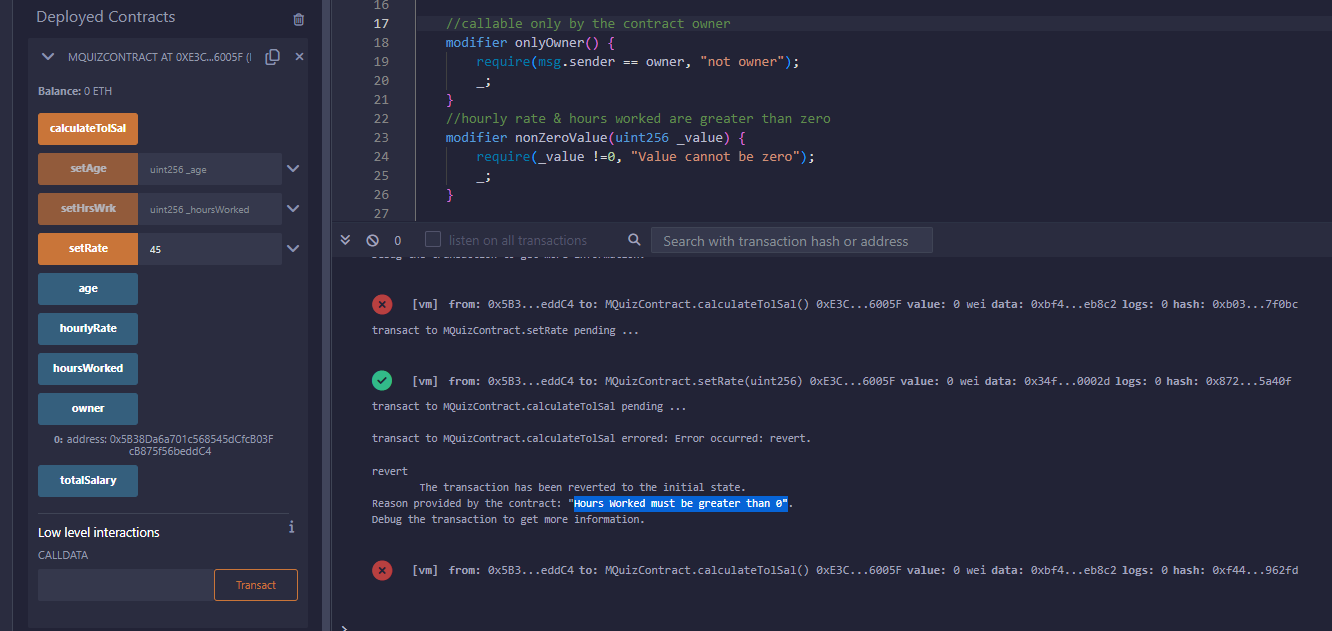 Deployed Contracts
MQUIZCONTRACT AT 0XE3C...6005F (
Balance: 0 ETH
calculateTolSal
setAge
uint256 _age
setHrsWrk
uint256 _hoursWorked
setRate
45
age
hourlyRate
hoursWorked
owner
0: address: 0x5B38Da6a701c568545dCfcB03F
cB875f56beddC4
totalSalary
Low level interactions
i
CALLDATA
Transact
16
17 //callable only by the contract owner
18 modifier onlyOwner() {
19 require(msg.sender == owner, "not owner");
20 _;
21 }
22 //hourly rate & hours worked are greater than zero
23 modifier nonZeroValue(uint256 _value) {
24 require(_value !=0, "Value cannot be zero");
25 _;
26 }
27
0
listen on all transactions
Search with transaction hash or address
Debug the transaction to get more information.
[vm] from: 0x5B3...eddC4 to: MQuizContract.calculateTolSal() 0xE3C...6005F value: 0 wei data: 0xbf4...eb8c2 logs: 0 hash: 0xb03...7f0bc
transact to MQuizContract.setRate pending ...
[vm] from: 0x5B3...eddC4 to: MQuizContract.setRate(uint256) 0xE3C...6005F value: 0 wei data: 0x34f...0002d logs: 0 hash: 0x872...5a40f
transact to MQuizContract.calculateTolSal pending ...
transact to MQuizContract.calculateTolSal errored: Error occurred: revert.
revert
The transaction has been reverted to the initial state.
Reason provided by the contract: "Hours Worked must be greater than 0".
Debug the transaction to get more information.
[vm] from: 0x5B3...eddC4 to: MQuizContract.calculateTolSal() 0xE3C...6005F value: 0 wei data: 0xbf4...eb8c2 logs: 0 hash: 0xf44...962fd
>